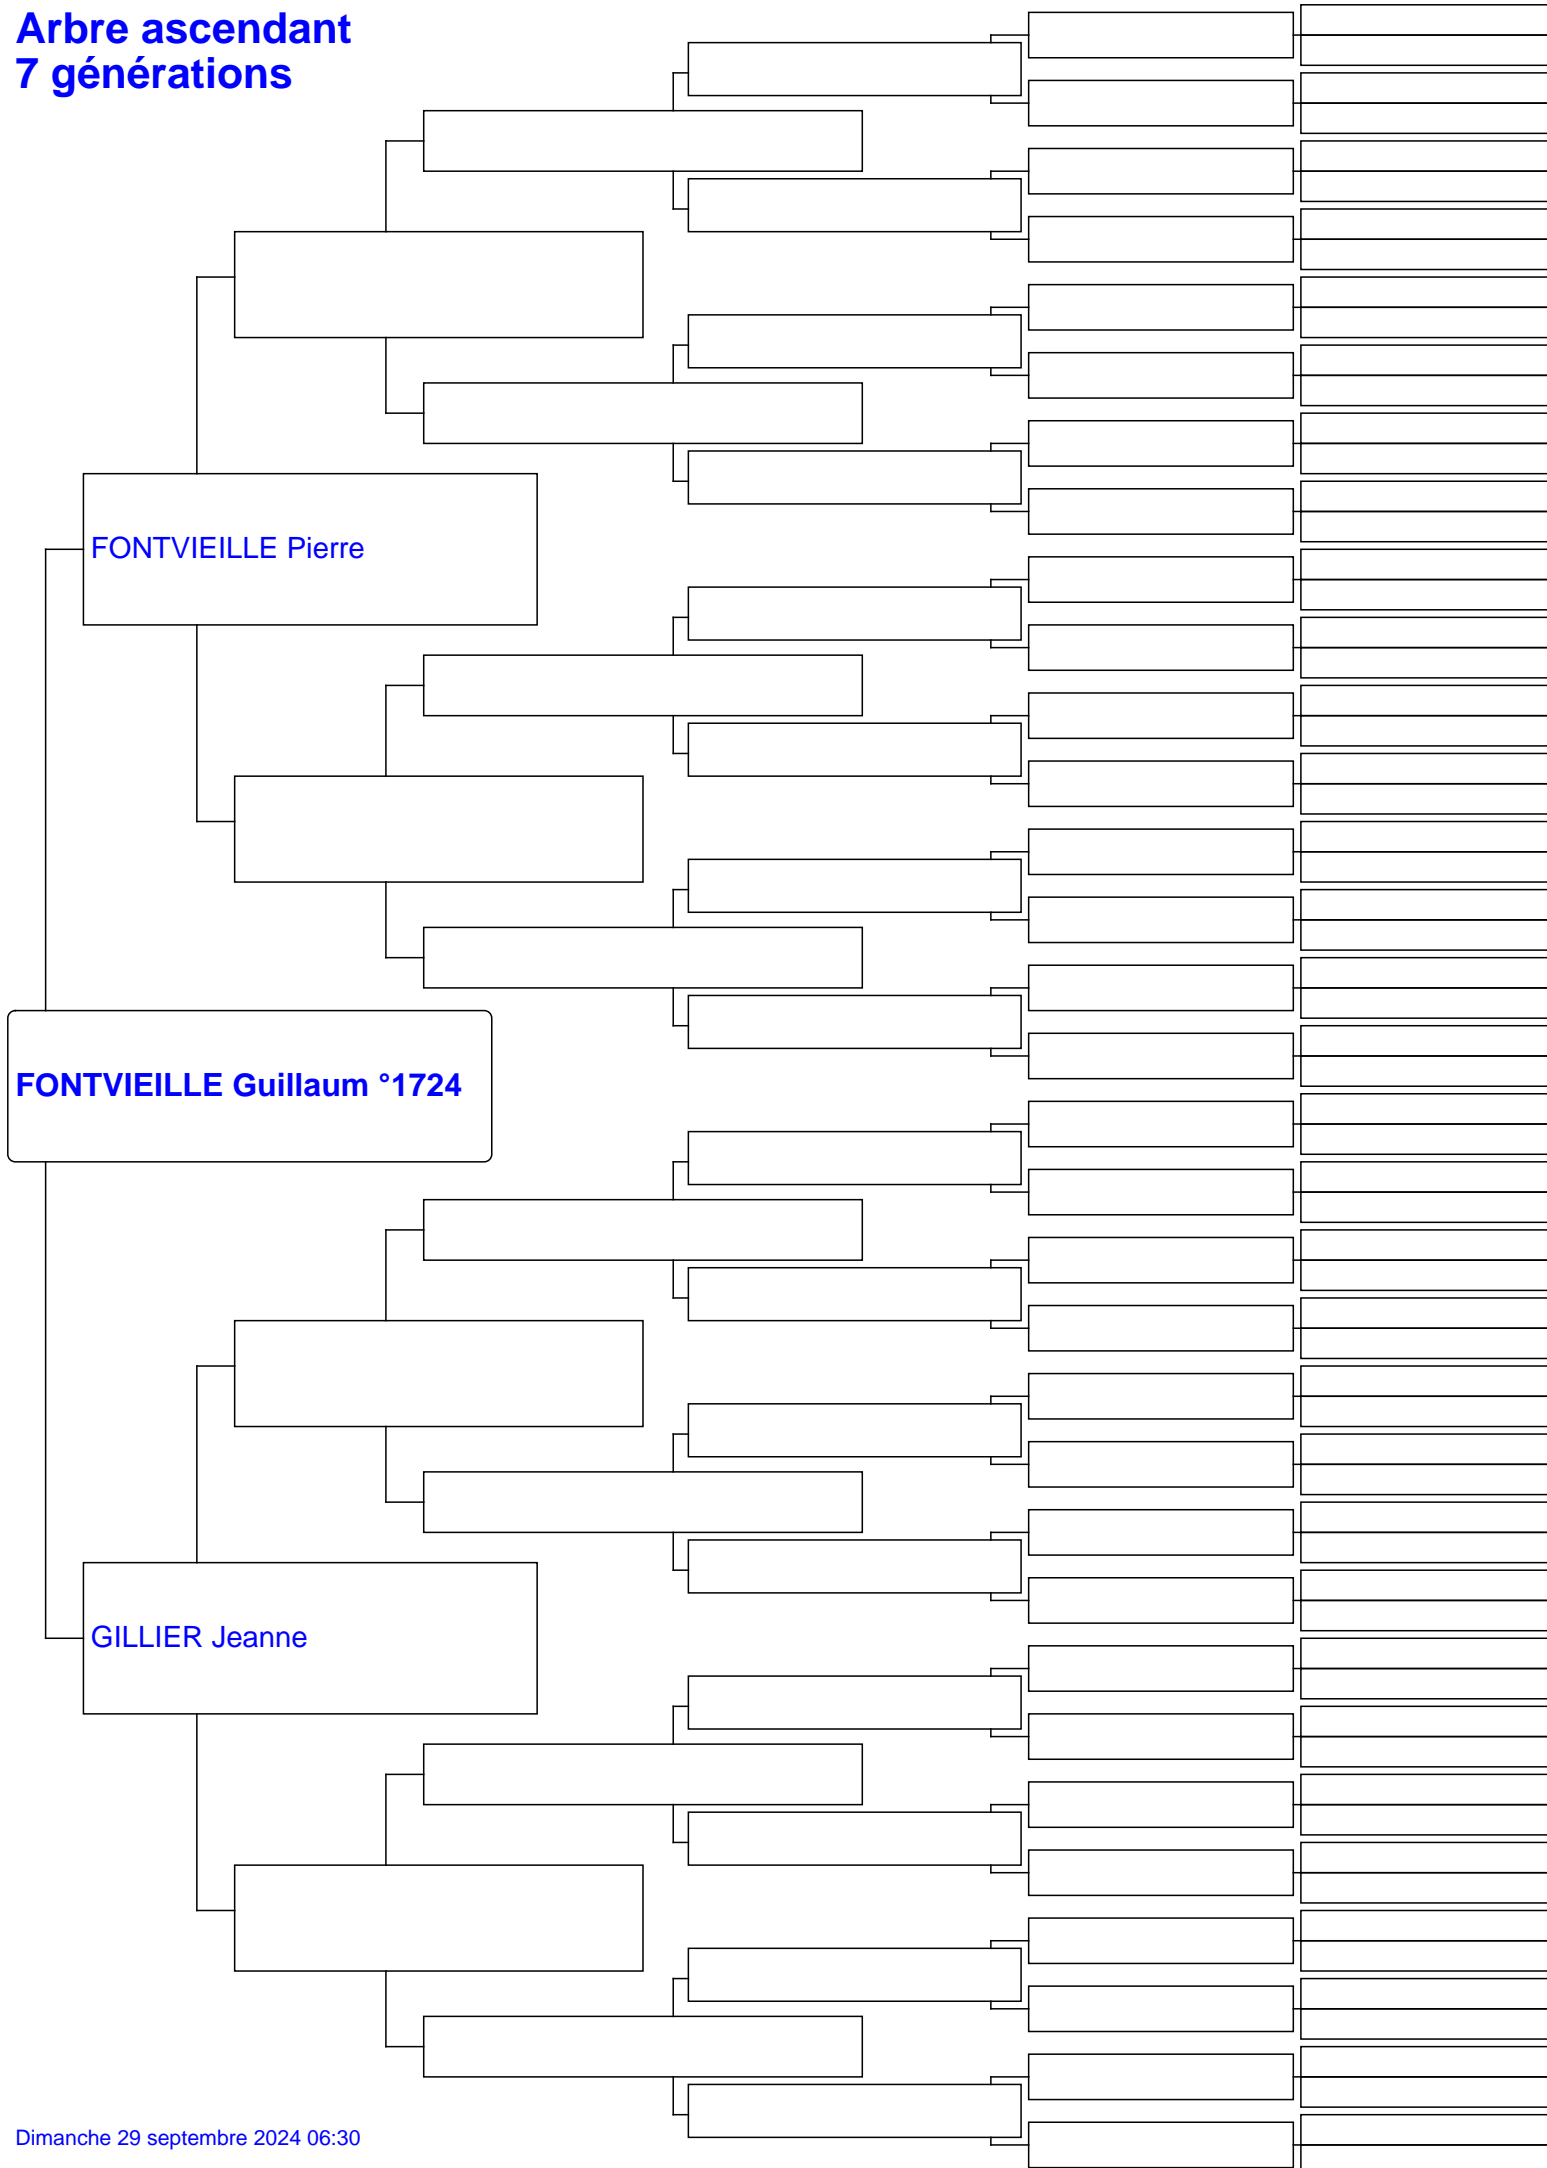 Arbre ascendant
7 générations
FONTVIEILLE Pierre
FONTVIEILLE Guillaum °1724
GILLIER Jeanne
Dimanche 29 septembre 2024 06:30